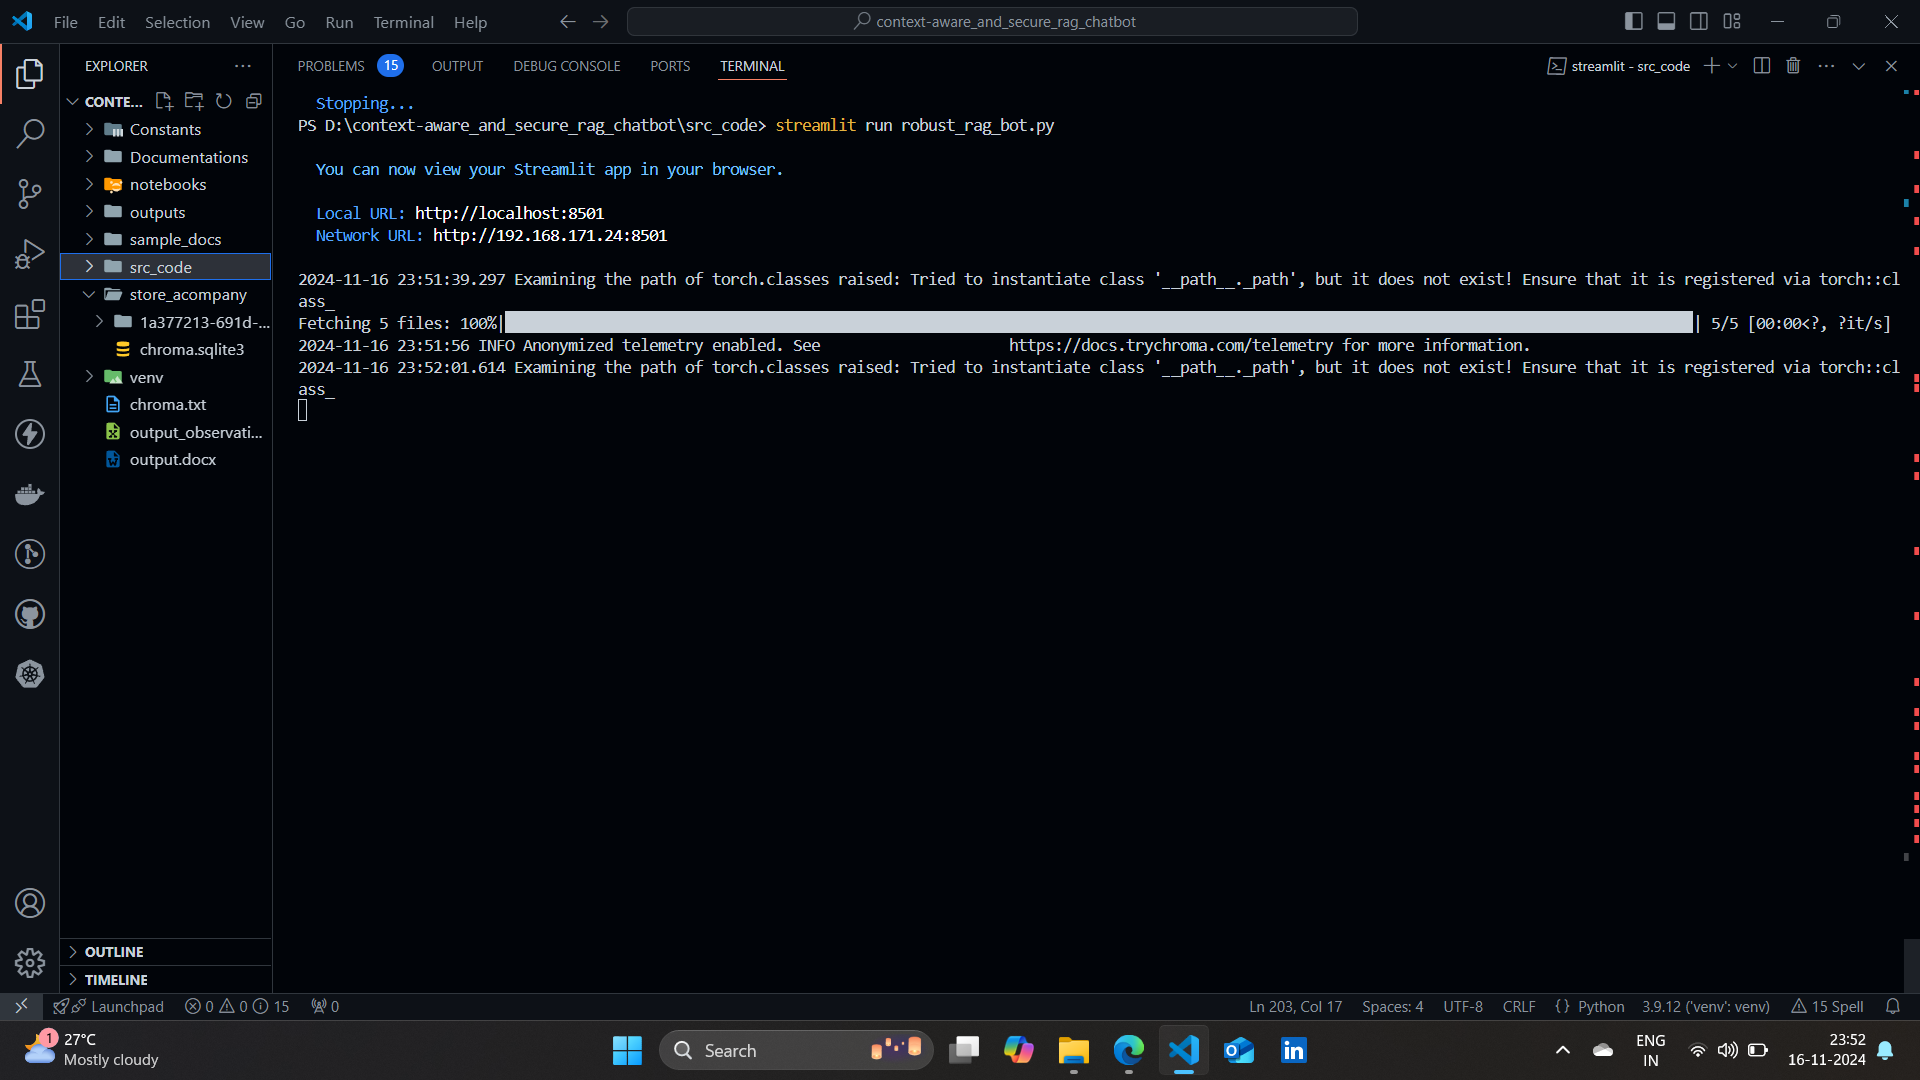 File Edit Selection View Go Run Terminal Help
context-aware_and_secure_rag_chatbot
EXPLORER
CONTE...
Constants
Documentations
notebooks
outputs
sample_docs
src_code
store_acompany
1a377213-691d-...
chroma.sqlite3
venv
chroma.txt
output_observati...
output.docx
OUTLINE
TIMELINE
PROBLEMS 15 OUTPUT DEBUG CONSOLE PORTS TERMINAL
streamlit - src_code
Stopping...
PS D:\context-aware_and_secure_rag_chatbot\src_code> streamlit run robust_rag_bot.py
You can now view your Streamlit app in your browser.
Local URL: http://localhost:8501
Network URL: http://192.168.171.24:8501
2024-11-16 23:51:39.297 Examining the path of torch.classes raised: Tried to instantiate class '__path__._path', but it does not exist! Ensure that it is registered via torch::cl
ass_
Fetching 5 files: 100%| | 5/5 [00:00<?, ?it/s]
2024-11-16 23:51:56 INFO Anonymized telemetry enabled. See https://docs.trychroma.com/telemetry for more information.
2024-11-16 23:52:01.614 Examining the path of torch.classes raised: Tried to instantiate class '__path__._path', but it does not exist! Ensure that it is registered via torch::cl
ass_
Launchpad 0 0 15 0
Ln 203, Col 17 Spaces: 4 UTF-8 CRLF {} Python 3.9.12 ('venv': venv) 15 Spell
1
27°C
Mostly cloudy
Search
in
ENG
IN
23:52
16-11-2024